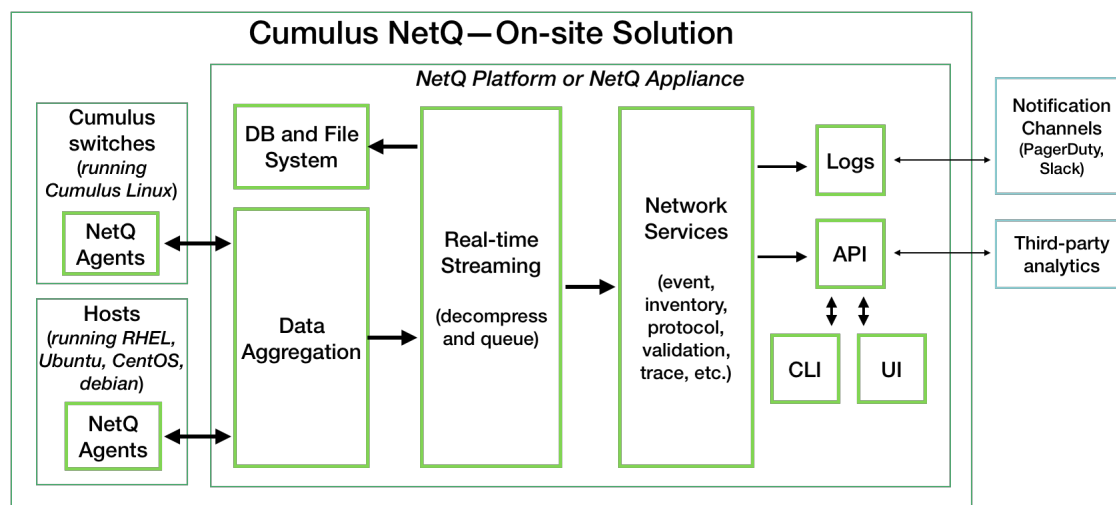 Cumulus NetQ—On-site Solution
NetQ Platform or NetQ Appliance
Cumulus
switches
(running
Cumulus Linux)
NetQ
Agents
Hosts
(running RHEL,
Ubuntu, CentOS,
debian)
NetQ
Agents
DB and File
System
Data
Aggregation
Real-time
Streaming
(decompress
and queue)
Network
Services
(event,
inventory,
protocol,
validation,
trace, etc.)
Logs
API
CLI
UI
Notification
Channels
(PagerDuty,
Slack)
Third-party
analytics